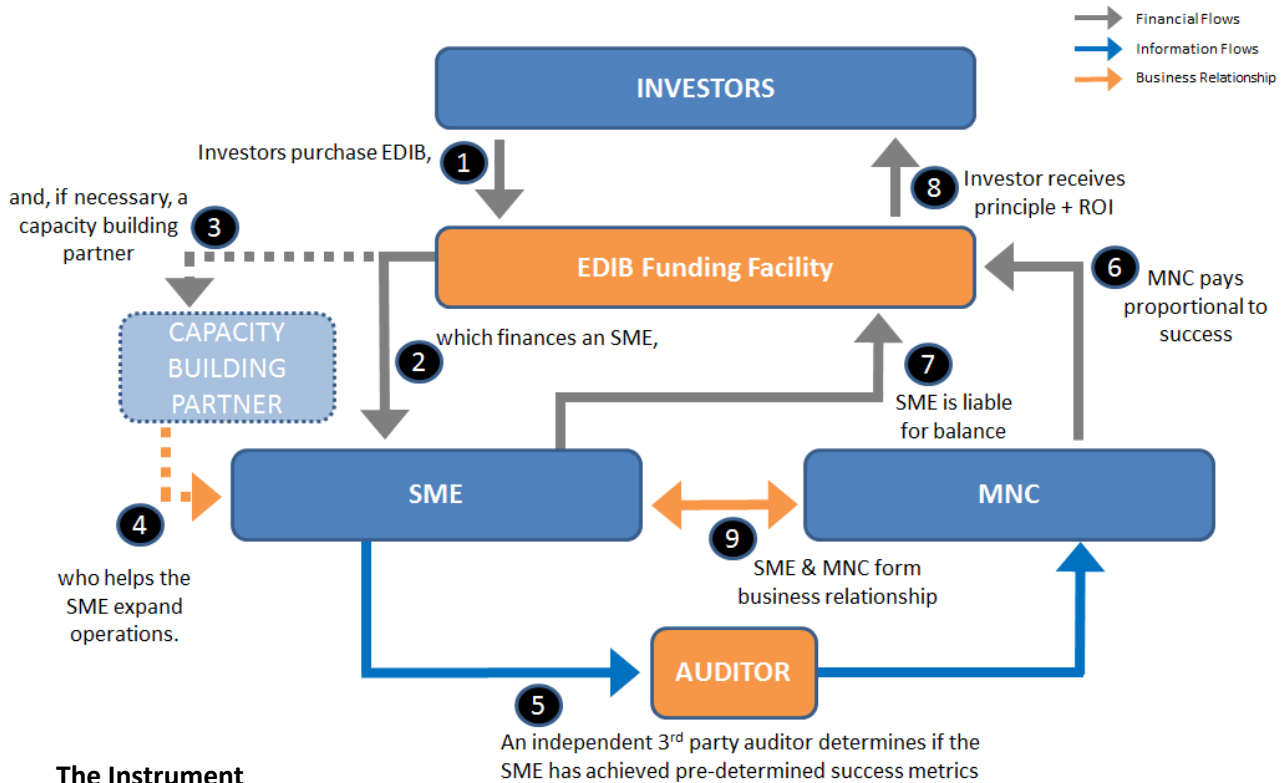 Financial Flows
Information Flows
Business Relationship
INVESTORS
Investors purchase EDIB,
1
8
Investor receives
principle + ROI
and, if necessary, a
capacity building
partner
3
EDIB Funding Facility
6
MNC pays
proportional to
success
CAPACITY
BUILDING
PARTNER
2
which finances an SME,
7
SME is liable
for balance
SME
MNC
4
who helps the
SME expand
operations.
9
SME & MNC form
business relationship
AUDITOR
5
An independent 3rd party auditor determines if the
SME has achieved pre-determined success metrics
The Instrument